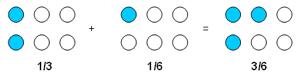 + =
1/3 1/6 3/6